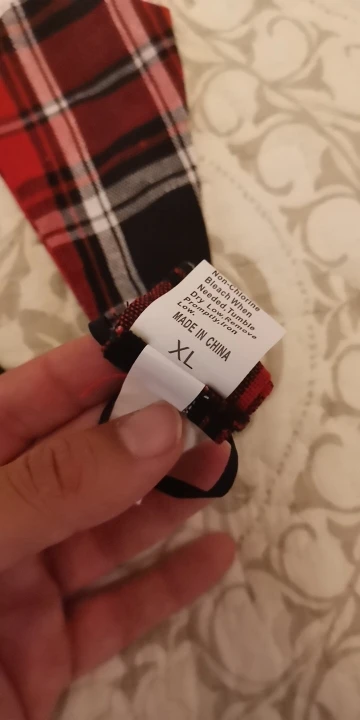 Non-Chlorine
Bleach When
Needed,Tumble
Dry Low,Remove
Promptly,Iron
Low.
MADE IN CHINA
XL